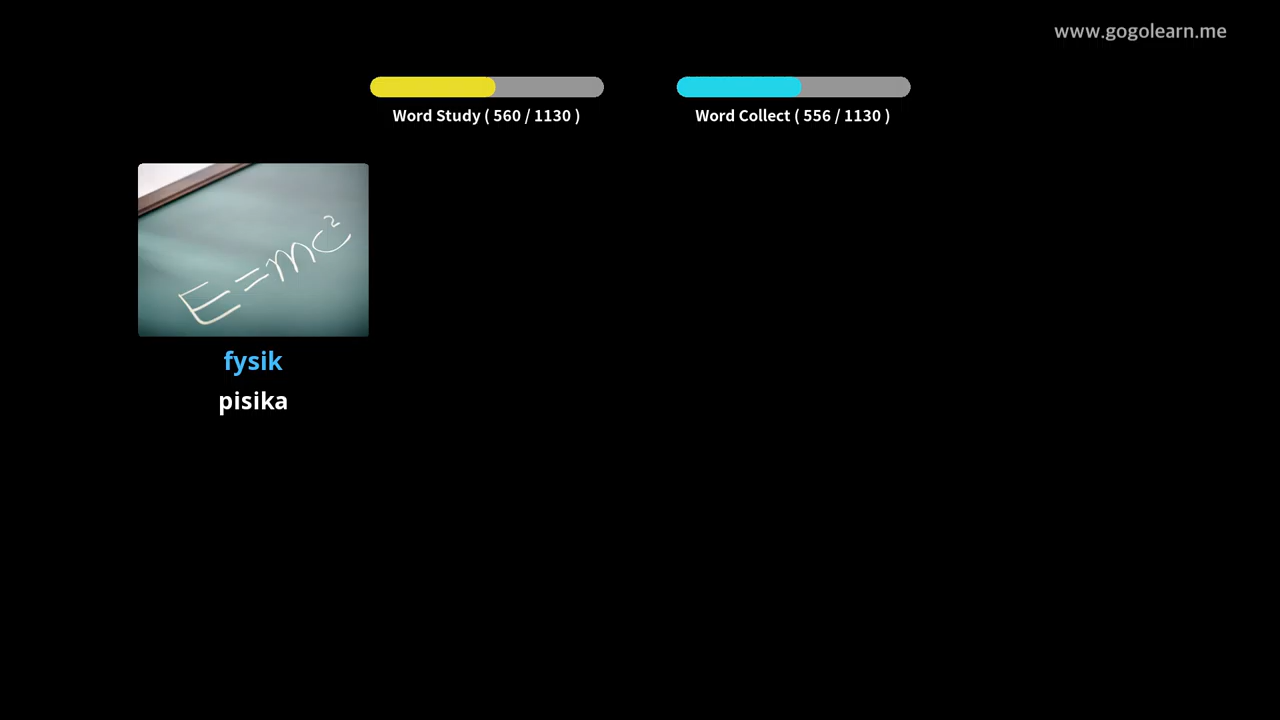 www.gogolearn.me
Word Study ( 560 / 1130 )
Word Collect ( 556 / 1130 )
E=mc²
fysik
pisika